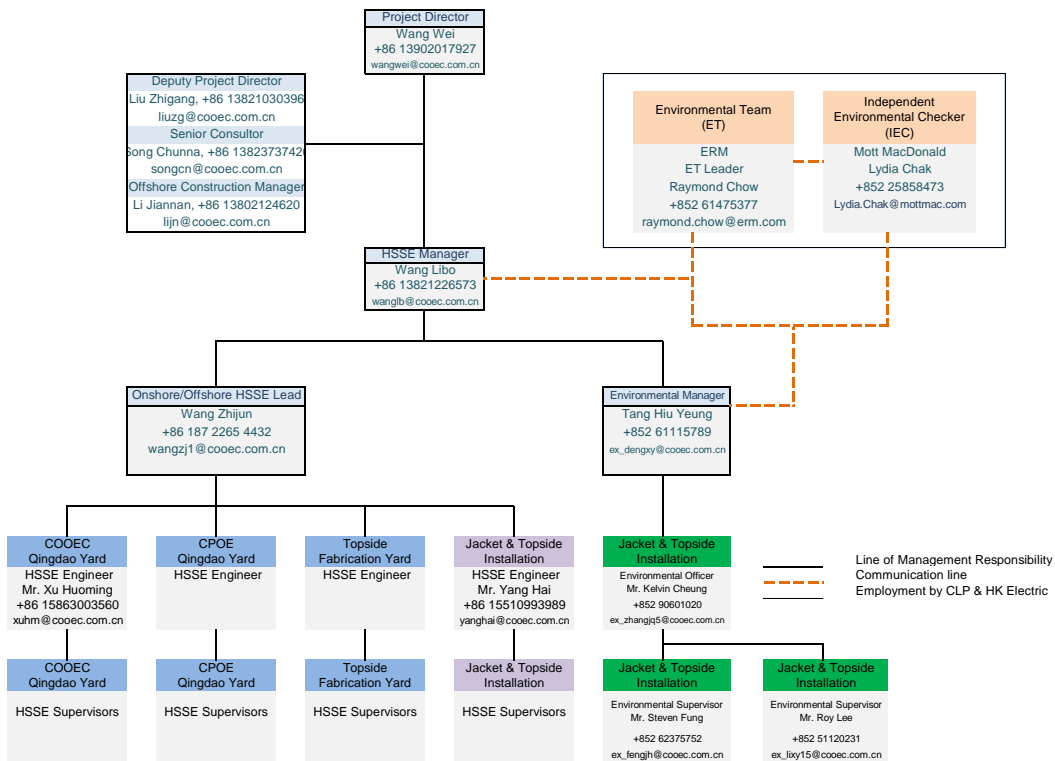 Project Director
Wang Wei
+86 13902017927
wangwei@cooec.com.cn
Deputy Project Director
Liu Zhigang, +86 13821030396
liuzg@cooec.com.cn
Senior Consultor
Song Chunna, +86 13823737420
songcn@cooec.com.cn
Offshore Construction Manager
Li Jiannan, +86 13802124620
lijn@cooec.com.cn
Environmental Team
(ET)
ERM
ET Leader
Raymond Chow
+852 61475377
raymond.chow@erm.com
Independent
Environmental Checker
(IEC)
Mott MacDonald
Lydia Chak
+852 25858473
Lydia.Chak@mottmac.com
HSSE Manager
Wang Libo
+86 13821226573
wanglb@cooec.com.cn
Onshore/Offshore HSSE Lead
Wang Zhijun
+86 187 2265 4432
wangzj1@cooec.com.cn
Environmental Manager
Tang Hiu Yeung
+852 61115789
ex_dengxy@cooec.com.cn
COOEC
Qingdao Yard
HSSE Engineer
Mr. Xu Huoming
+86 15863003560
xuhm@cooec.com.cn
CPOE
Qingdao Yard
HSSE Engineer
Topside
Fabrication Yard
HSSE Engineer
Jacket & Topside
Installation
HSSE Engineer
Mr. Yang Hai
+86 15510993989
yanghai@cooec.com.cn
Jacket & Topside
Installation
Environmental Officer
Mr. Kelvin Cheung
+852 90601020
ex_zhangjq5@cooec.com.cn
Line of Management Responsibility
Communication line
Employment by CLP & HK Electric
COOEC
Qingdao Yard
HSSE Supervisors
CPOE
Qingdao Yard
HSSE Supervisors
Topside
Fabrication Yard
HSSE Supervisors
Jacket & Topside
Installation
HSSE Supervisors
Jacket & Topside
Installation
Environmental Supervisor
Mr. Steven Fung
+852 62375752
ex_fengjh@cooec.com.cn
Jacket & Topside
Installation
Environmental Supervisor
Mr. Roy Lee
+852 51120231
ex_lixy15@cooec.com.cn